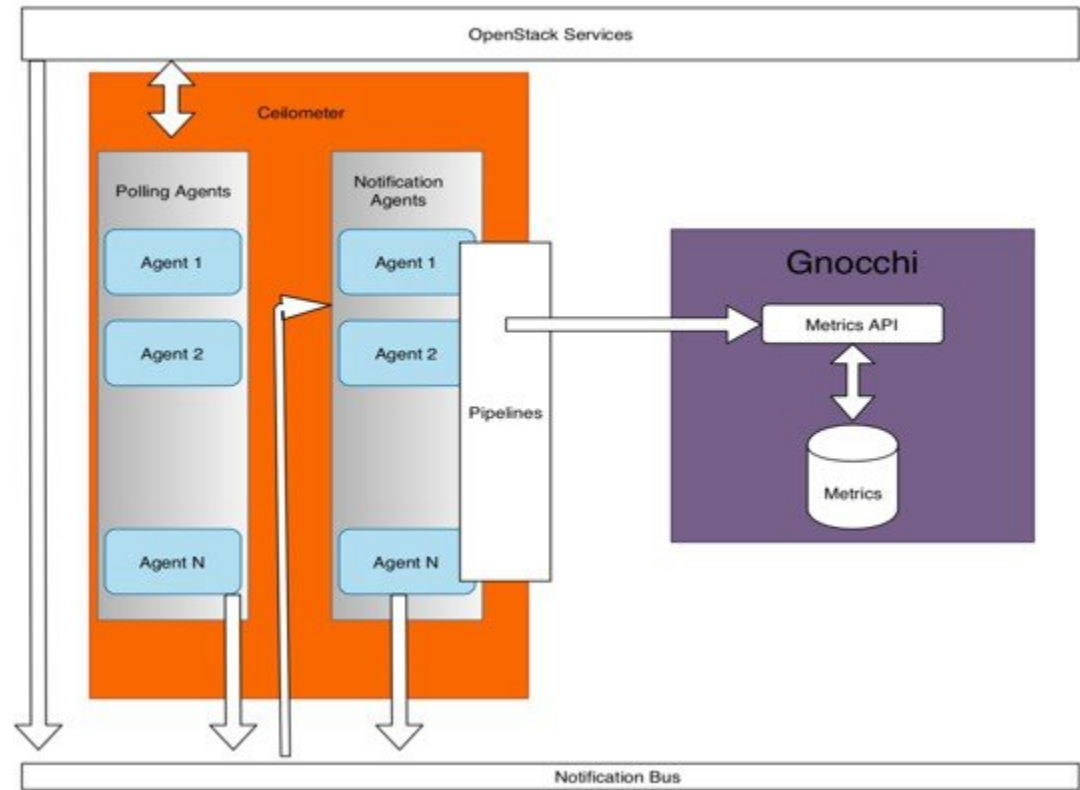 OpenStack Services
Ceilometer
Polling Agents
Agent 1
Agent 2
Agent N
Notification
Agents
Agent 1
Agent 2
Agent N
Pipelines
Gnocchi
Metrics API
Metrics
Notification Bus